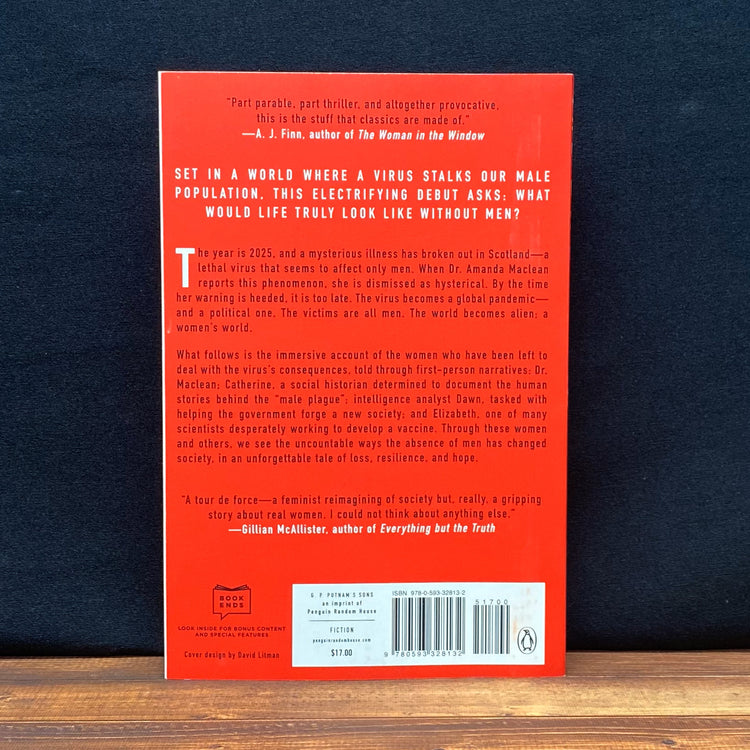 "Part parable, part thriller, and altogether provocative,
this is the stuff that classics are made of."
—A. J. Finn, author of The Woman in the Window
SET IN A WORLD WHERE A VIRUS STALKS OUR MALE
POPULATION, THIS ELECTRIFYING DEBUT ASKS: WHAT
WOULD LIFE TRULY LOOK LIKE WITHOUT MEN?
The year is 2025, and a mysterious illness has broken out in Scotland—a
lethal virus that seems to affect only men. When Dr. Amanda Maclean
reports this phenomenon, she is dismissed as hysterical. By the time
her warning is heeded, it is too late. The virus becomes a global pandemic—
and a political one. The victims are all men. The world becomes alien: a
women's world.
What follows is the immersive account of the women who have been left to
deal with the virus's consequences, told through first-person narratives: Dr.
Maclean; Catherine, a social historian determined to document the human
stories behind the "male plague"; intelligence analyst Dawn, tasked with
helping the government forge a new society; and Elizabeth, one of many
scientists desperately working to develop a vaccine. Through these women
and others, we see the uncountable ways the absence of men has changed
society, in an unforgettable tale of loss, resilience, and hope.
"A tour de force—a feminist reimagining of society but, really, a gripping
story about real women. I could not think about anything else."
—Gillian McAllister, author of Everything but the Truth
BOOK
ENDS
LOOK INSIDE FOR BONUS CONTENT
AND SPECIAL FEATURES
Cover design by David Litman
G. P. PUTNAM'S SONS
an imprint of
Penguin Random House
FICTION
penguinrandomhouse.com
$17.00
ISBN 978-0-593-32813-2
51700
9 780593 328132